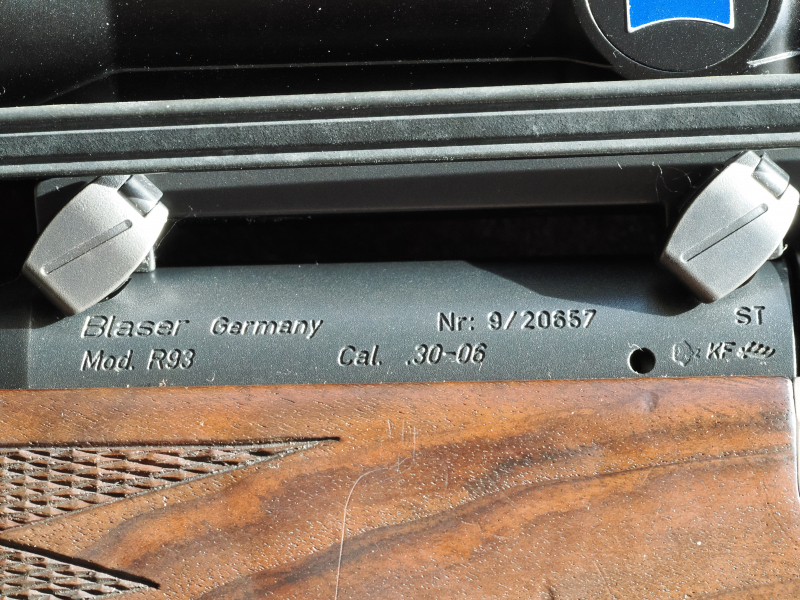 Blaser Germany Nr: 9/20657 ST
Mod. R93 Cal. .30-06 KF